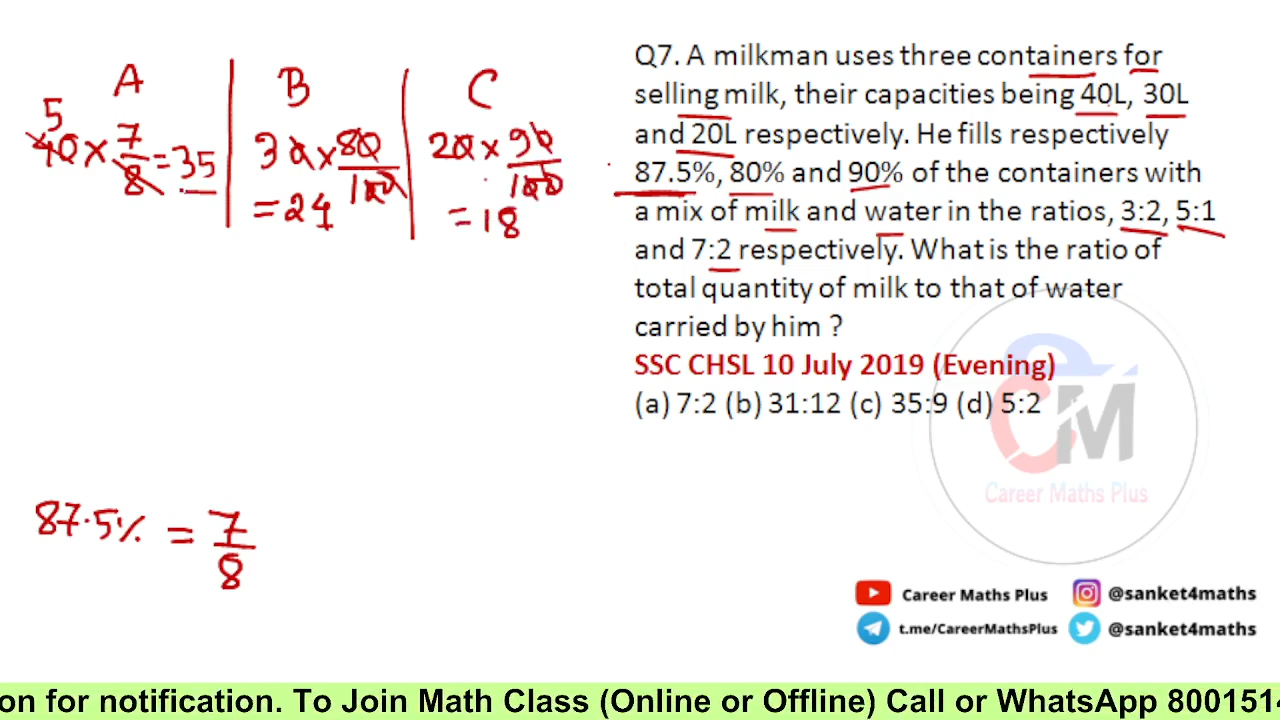 A | B | C
5
40 × 7/8 = 35 | 30 × 80/100 | 20 × 90/100
= 24 | = 18
87.5% = 7/8
Q7. A milkman uses three containers for
selling milk, their capacities being 40L, 30L
and 20L respectively. He fills respectively
87.5%, 80% and 90% of the containers with
a mix of milk and water in the ratios, 3:2, 5:1
and 7:2 respectively. What is the ratio of
total quantity of milk to that of water
carried by him ?
SSC CHSL 10 July 2019 (Evening)
(a) 7:2 (b) 31:12 (c) 35:9 (d) 5:2
CM
Career Maths Plus
Career Maths Plus @sanket4maths
t.me/CareerMathsPlus @sanket4maths
on for notification. To Join Math Class (Online or Offline) Call or WhatsApp 800151